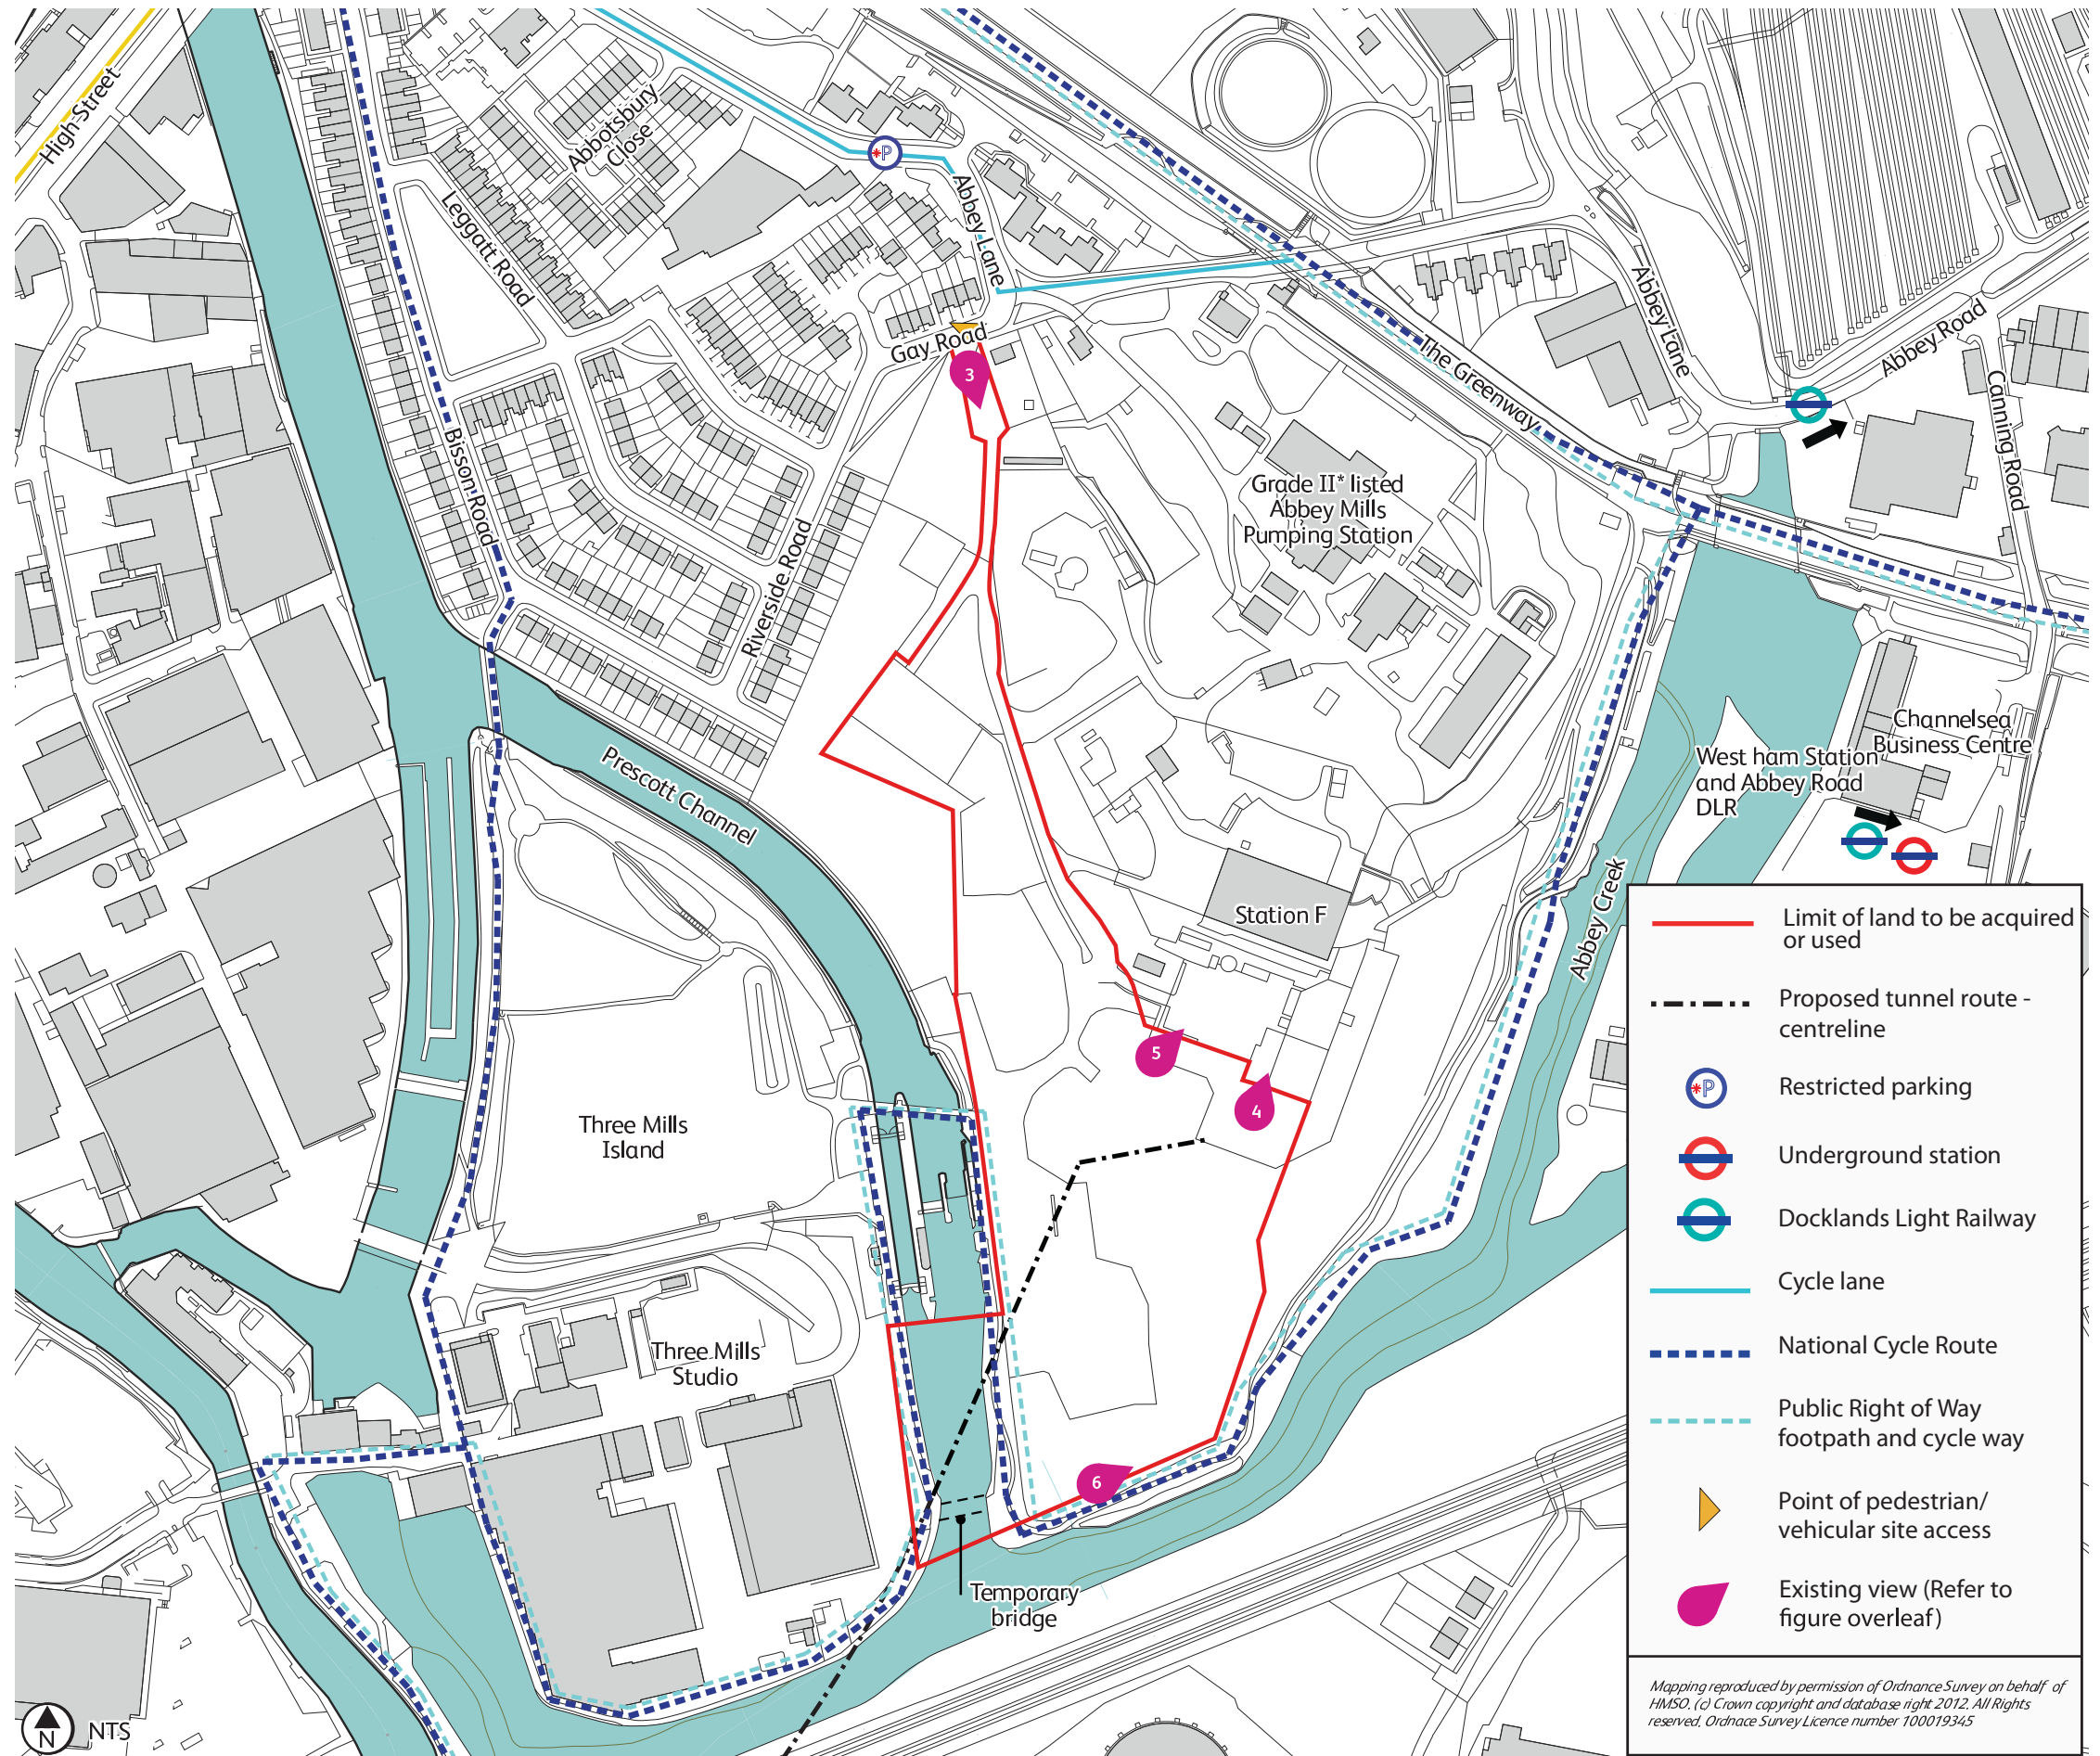 High Street
Abbotsbury
Close
P
Leggatt Road
Abbey Lane
Gay Road
3
The Greenway
Abbey Lane
Abbey Road
Canning Road
Bisson Road
Riverside Road
Grade II* listed
Abbey Mills
Pumping Station
Prescott Channel
Channelsea
Business Centre
West ham Station
and Abbey Road
DLR
Station F
Abbey Creek
5
4
Three Mills
Island
Three Mills
Studio
6
Temporary
bridge
N
NTS
Limit of land to be acquired
or used
Proposed tunnel route -
centreline
P
Restricted parking
Underground station
Docklands Light Railway
Cycle lane
National Cycle Route
Public Right of Way
footpath and cycle way
Point of pedestrian/
vehicular site access
Existing view (Refer to
figure overleaf)
Mapping reproduced by permission of Ordnance Survey on behalf of
HMSO. (c) Crown copyright and database right 2012. All Rights
reserved. Ordnace Survey Licence number 100019345